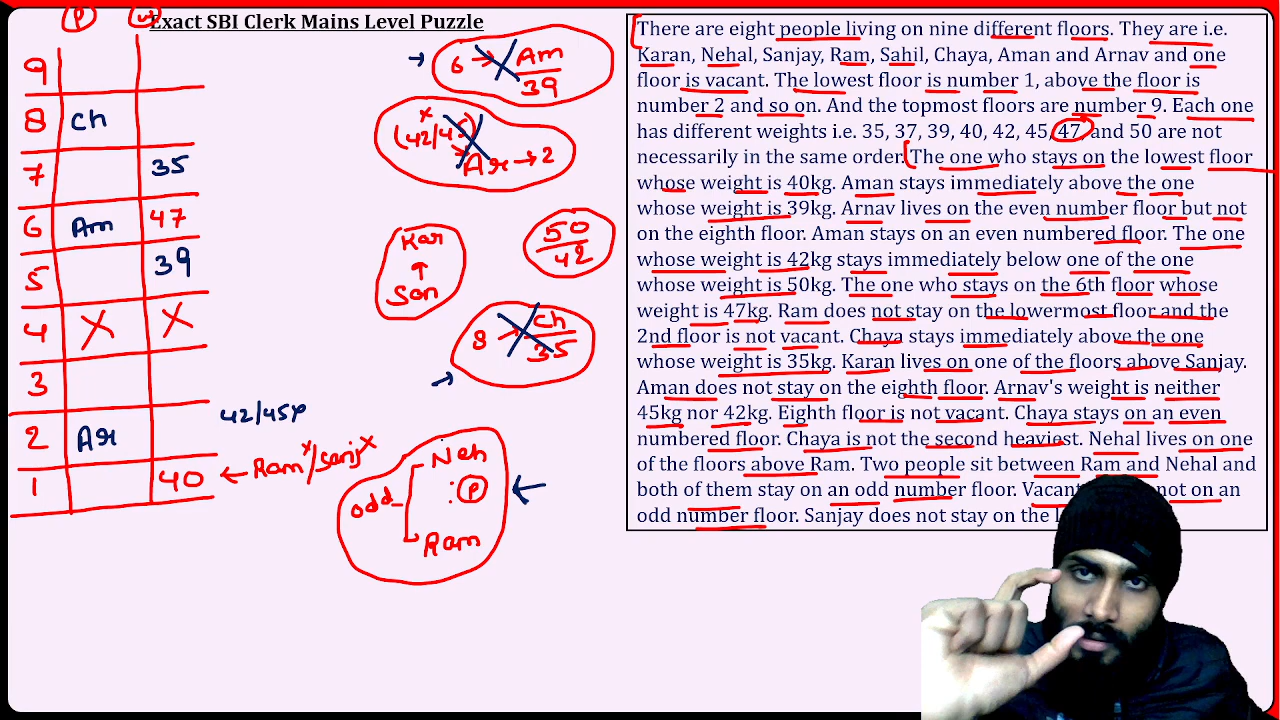 Exact SBI Clerk Mains Level Puzzle
There are eight people living on nine different floors. They are i.e.
Karan, Nehal, Sanjay, Ram, Sahil, Chaya, Aman and Arnav and one
floor is vacant. The lowest floor is number 1, above the floor is
number 2 and so on. And the topmost floors are number 9. Each one
has different weights i.e. 35, 37, 39, 40, 42, 45, 47 and 50 are not
necessarily in the same order. The one who stays on the lowest floor
whose weight is 40kg. Aman stays immediately above the one
whose weight is 39kg. Arnav lives on the even number floor but not
on the eighth floor. Aman stays on an even numbered floor. The one
whose weight is 42kg stays immediately below one of the one
whose weight is 50kg. The one who stays on the 6th floor whose
weight is 47kg. Ram does not stay on the lowermost floor and the
2nd floor is not vacant. Chaya stays immediately above the one
whose weight is 35kg. Karan lives on one of the floors above Sanjay.
Aman does not stay on the eighth floor. Arnav's weight is neither
45kg nor 42kg. Eighth floor is not vacant. Chaya stays on an even
numbered floor. Chaya is not the second heaviest. Nehal lives on one
of the floors above Ram. Two people sit between Ram and Nehal and
both of them stay on an odd number floor. Vacant not on an
odd number floor. Sanjay does not stay on the
P
9
8 Ch
7 35
6 Am 47
5 39
4 X X
3
2 Ar
1 40
42/45x
← Ram x/sanj x
6 → Am
39
x
(42/45)
Ar → 2
Kar
↑
San
50
42
8 → Ch
35
Neh
odd P
Ram